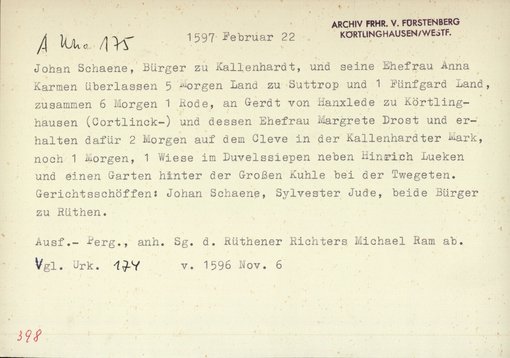 A Uka 175
1597 Februar 22
ARCHIV FRHR. V. FÜRSTENBERG
KÖRTLINGHAUSEN/WESTF.
Johan Schaene, Bürger zu Kallenhardt, und seine Ehefrau Anna
Karmen überlassen 5 Morgen Land zu Suttrop und 1 Fünfgard Land,
zusammen 6 Morgen 1 Rode, an Gerdt von Hanxlede zu Körtling-
hausen (Cortlinck-) und dessen Ehefrau Margrete Drost und er-
halten dafür 2 Morgen auf dem Cleve in der Kallenhardter Mark,
noch 1 Morgen, 1 Wiese im Duvelssiepen neben Hinrich Lueken
und einen Garten hinter der Großen Kuhle bei der Twegeten.
Gerichtsschöffen: Johan Schaene, Sylvester Jude, beide Bürger
zu Rüthen.
Ausf.- Perg., anh. Sg. d. Rüthener Richters Michael Ram ab.
Vgl. Urk. 174 v. 1596 Nov. 6
398